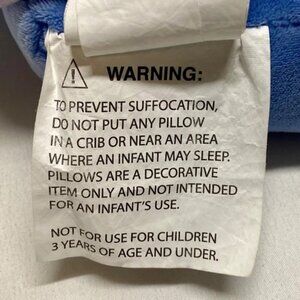 WARNING:
TO PREVENT SUFFOCATION,
DO NOT PUT ANY PILLOW
IN A CRIB OR NEAR AN AREA
WHERE AN INFANT MAY SLEEP.
PILLOWS ARE A DECORATIVE
ITEM ONLY AND NOT INTENDED
FOR AN INFANT'S USE.
NOT FOR USE FOR CHILDREN
3 YEARS OF AGE AND UNDER.